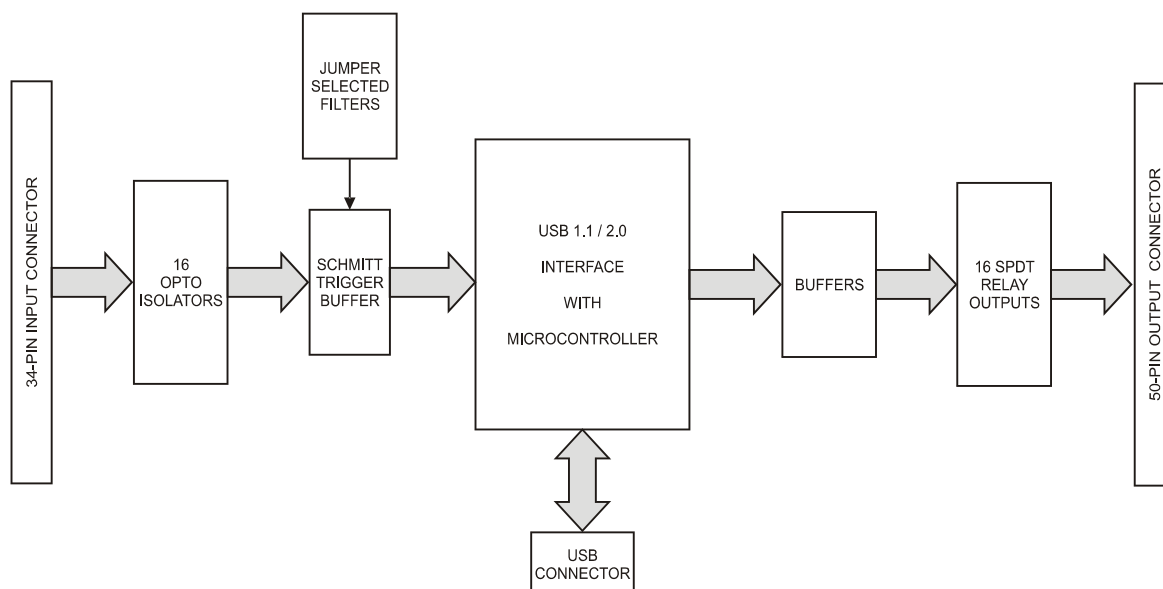 34-PIN INPUT CONNECTOR
16
OPTO
ISOLATORS
JUMPER
SELECTED
FILTERS
SCHMITT
TRIGGER
BUFFER
USB 1.1 / 2.0
INTERFACE
WITH
MICROCONTROLLER
USB
CONNECTOR
BUFFERS
16 SPDT
RELAY
OUTPUTS
50-PIN OUTPUT CONNECTOR